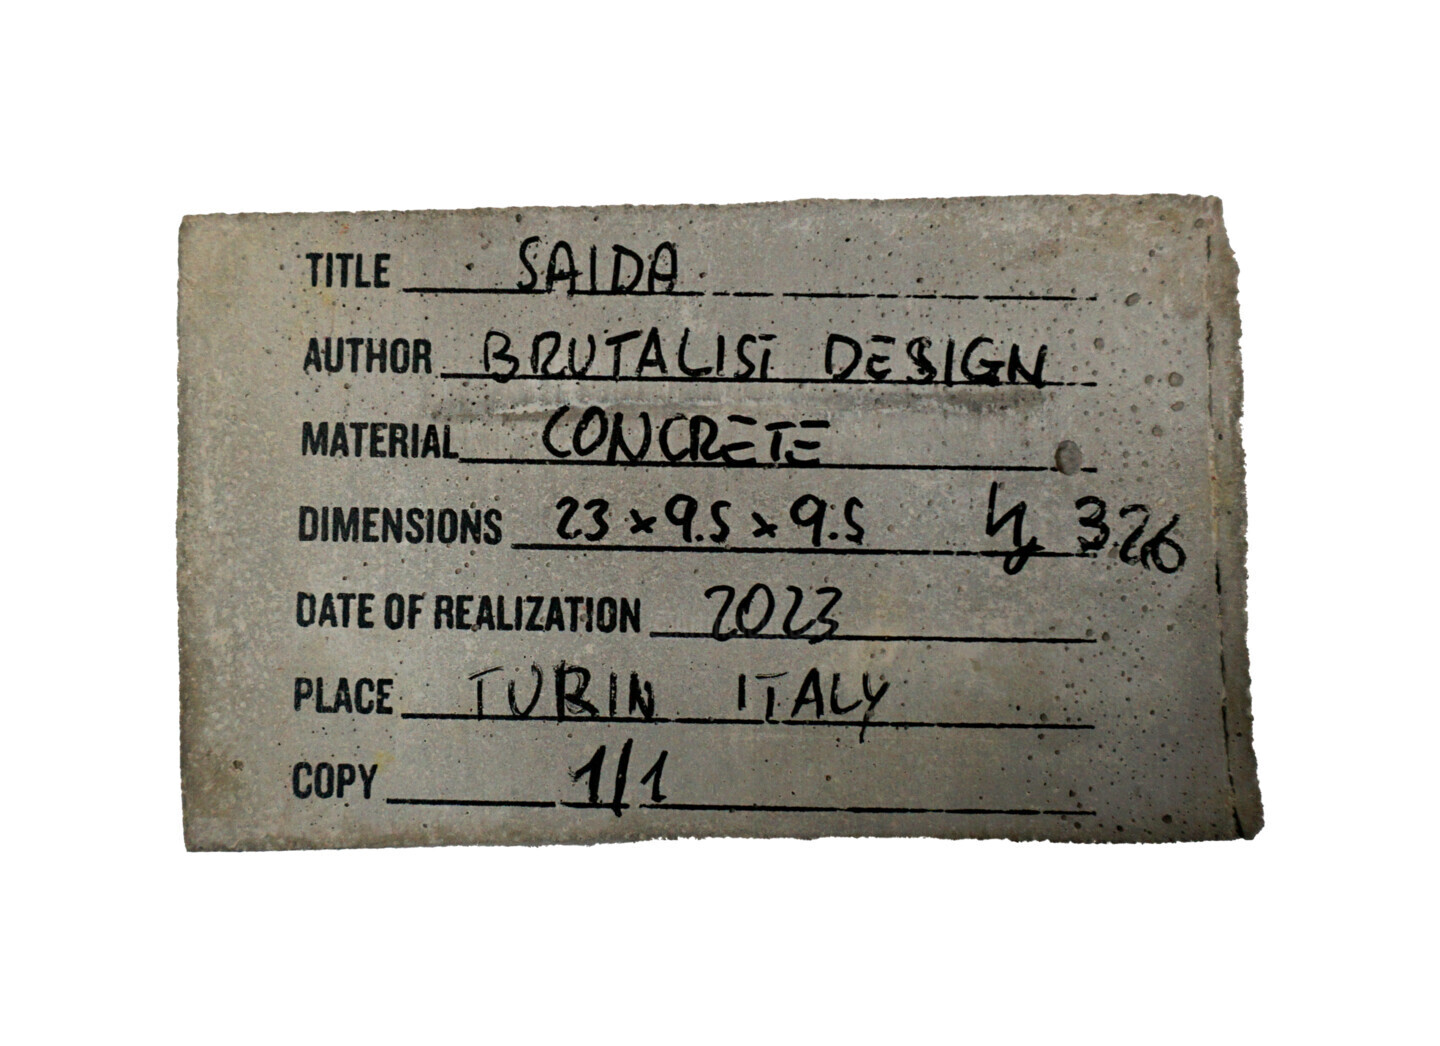 TITLE SAIDA
AUTHOR BRUTALIST DESIGN
MATERIAL CONCRETE
DIMENSIONS 23 x 9.5 x 9.5 326
DATE OF REALIZATION 2023
PLACE TURIN ITALY
COPY 1/1